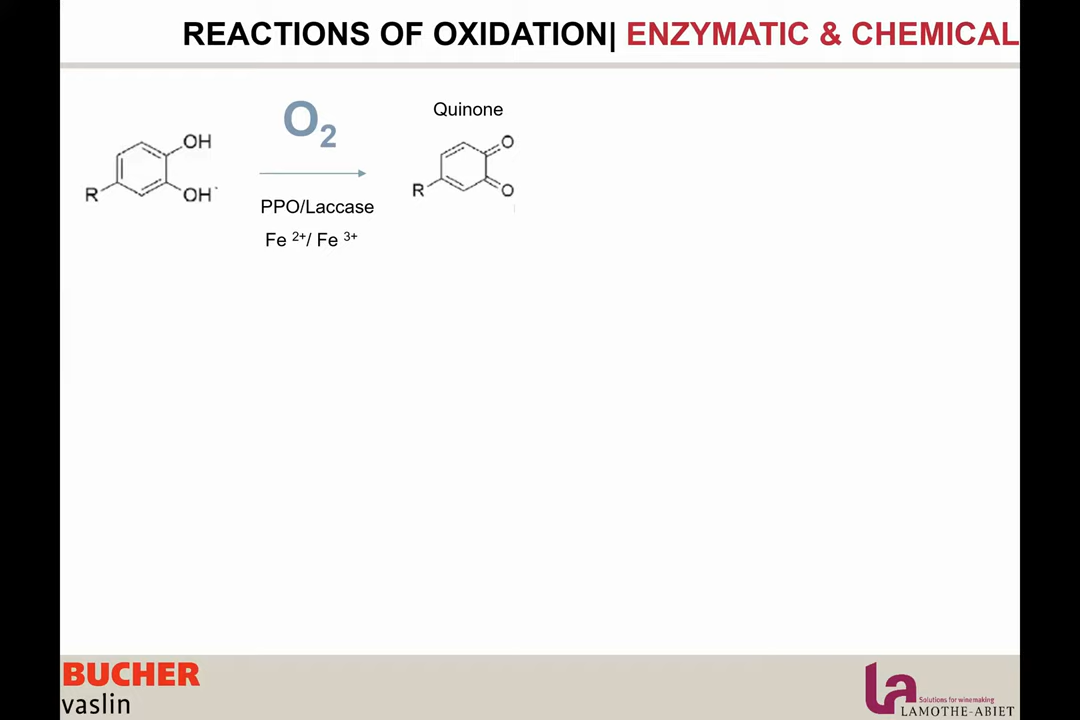 REACTIONS OF OXIDATION| ENZYMATIC & CHEMICAL
O2
Quinone
OH
OH
R
O
O
R
PPO/Laccase
Fe 2+/ Fe 3+
BUCHER
vaslin
la
Solutions for winemaking
LAMOTHE-ABIET